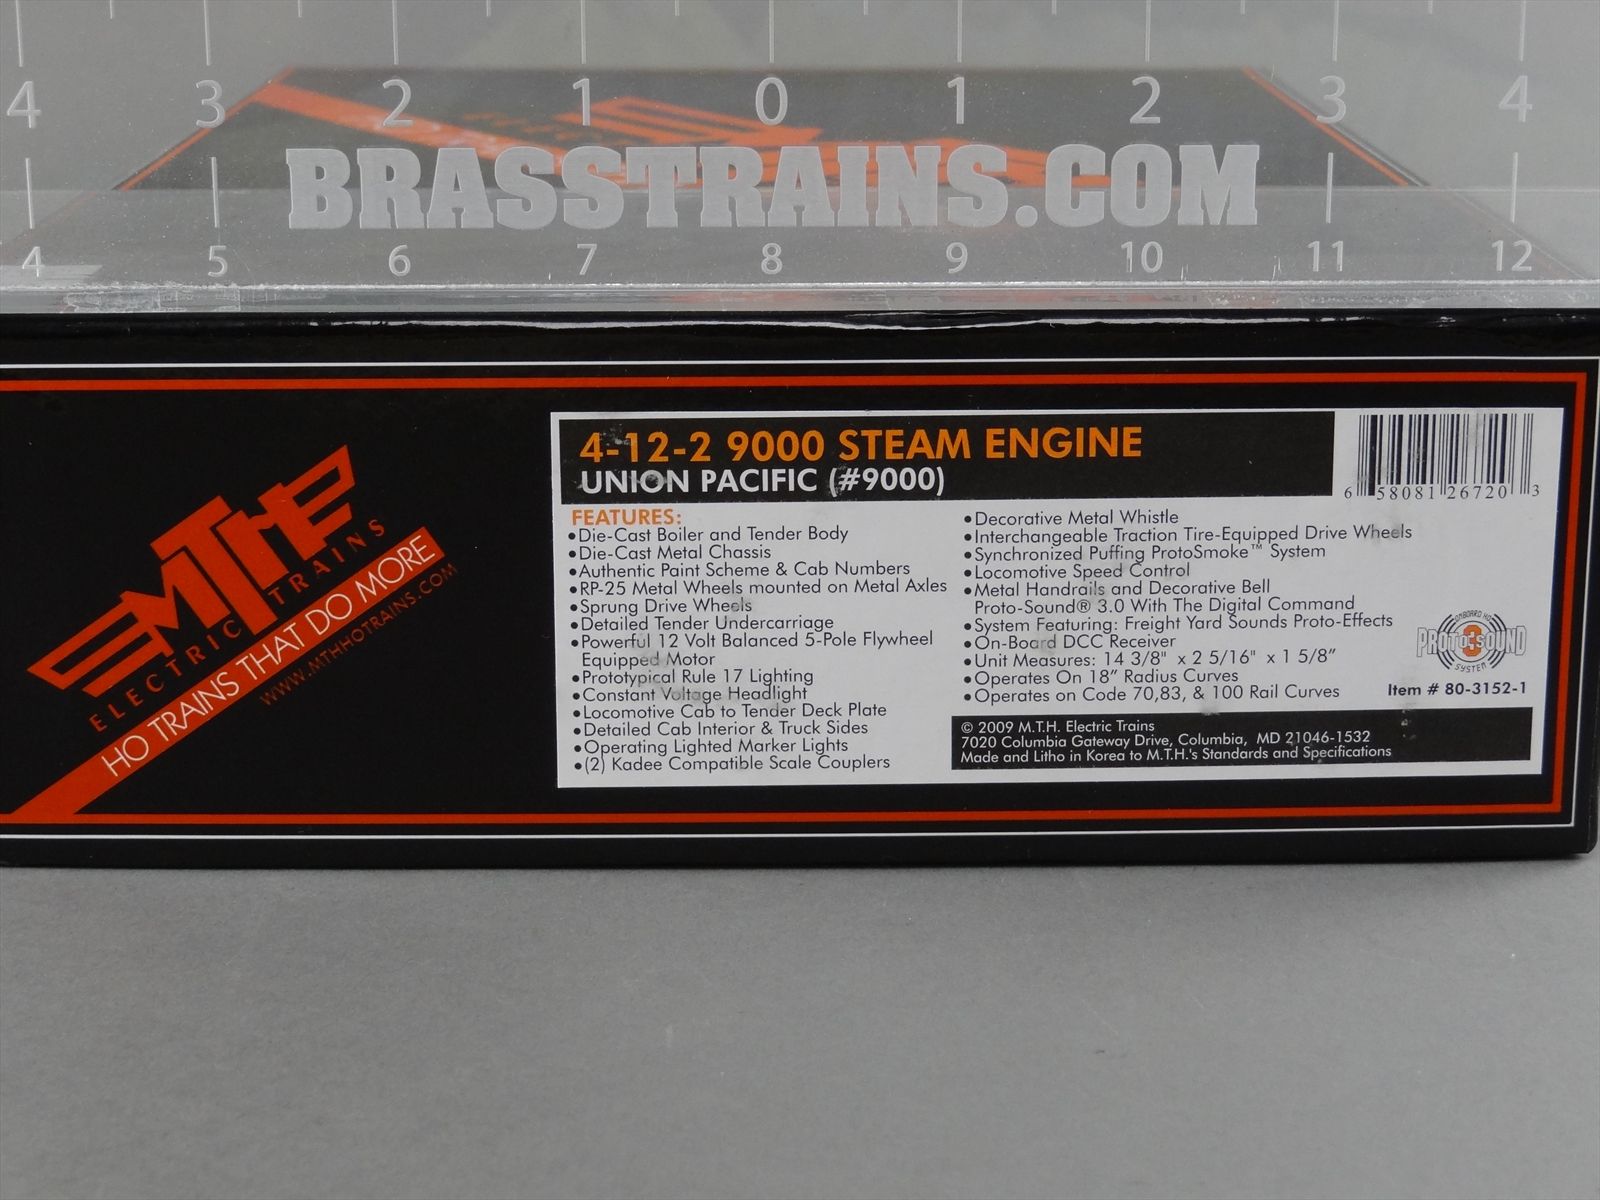 4 3 2 1 0 1 2 3 4
BRASSTRAINS.COM
4 5 6 7 8 9 10 11 12
MTH
ELECTRIC TRAINS
HO TRAINS THAT DO MORE
WWW.MTHHOTRAINS.COM
4-12-2 9000 STEAM ENGINE
UNION PACIFIC (#9000)
6 58081 26720 3
FEATURES:
•Die-Cast Boiler and Tender Body
•Die-Cast Metal Chassis
•Authentic Paint Scheme & Cab Numbers
•RP-25 Metal Wheels mounted on Metal Axles
•Sprung Drive Wheels
•Detailed Tender Undercarriage
•Powerful 12 Volt Balanced 5-Pole Flywheel
Equipped Motor
•Prototypical Rule 17 Lighting
•Constant Voltage Headlight
•Locomotive Cab to Tender Deck Plate
•Detailed Cab Interior & Truck Sides
•Operating Lighted Marker Lights
•(2) Kadee Compatible Scale Couplers
•Decorative Metal Whistle
•Interchangeable Traction Tire-Equipped Drive Wheels
•Synchronized Puffing ProtoSmoke™ System
•Locomotive Speed Control
•Metal Handrails and Decorative Bell
Proto-Sound® 3.0 With The Digital Command
•System Featuring: Freight Yard Sounds Proto-Effects
•On-Board DCC Receiver
•Unit Measures: 14 3/8" x 2 5/16" x 1 5/8"
•Operates On 18" Radius Curves
•Operates on Code 70,83, & 100 Rail Curves
ONBOARD HO
PROTO 3 SOUND
SYSTEM
Item # 80-3152-1
© 2009 M.T.H. Electric Trains
7020 Columbia Gateway Drive, Columbia, MD 21046-1532
Made and Litho in Korea to M.T.H.'s Standards and Specifications